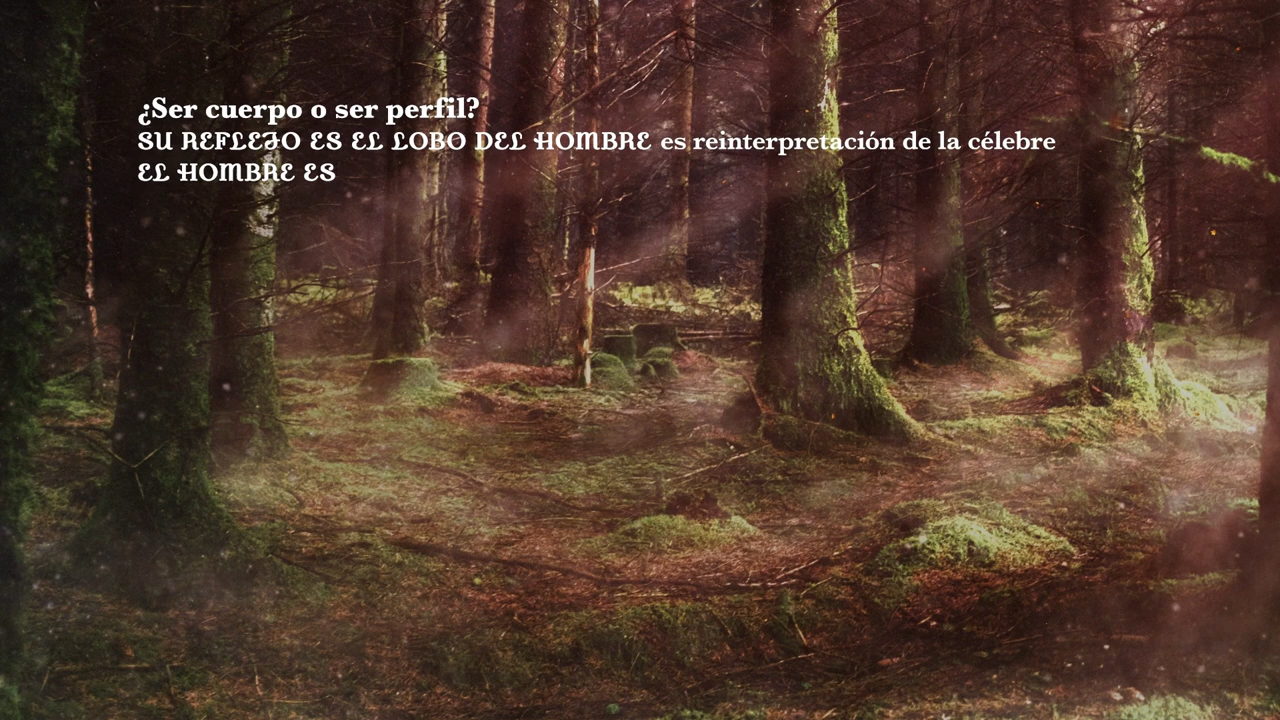 ¿Ser cuerpo o ser perfil?
SU REFLEJO ES EL LOBO DEL HOMBRE es reinterpretación de la célebre
EL HOMBRE ES